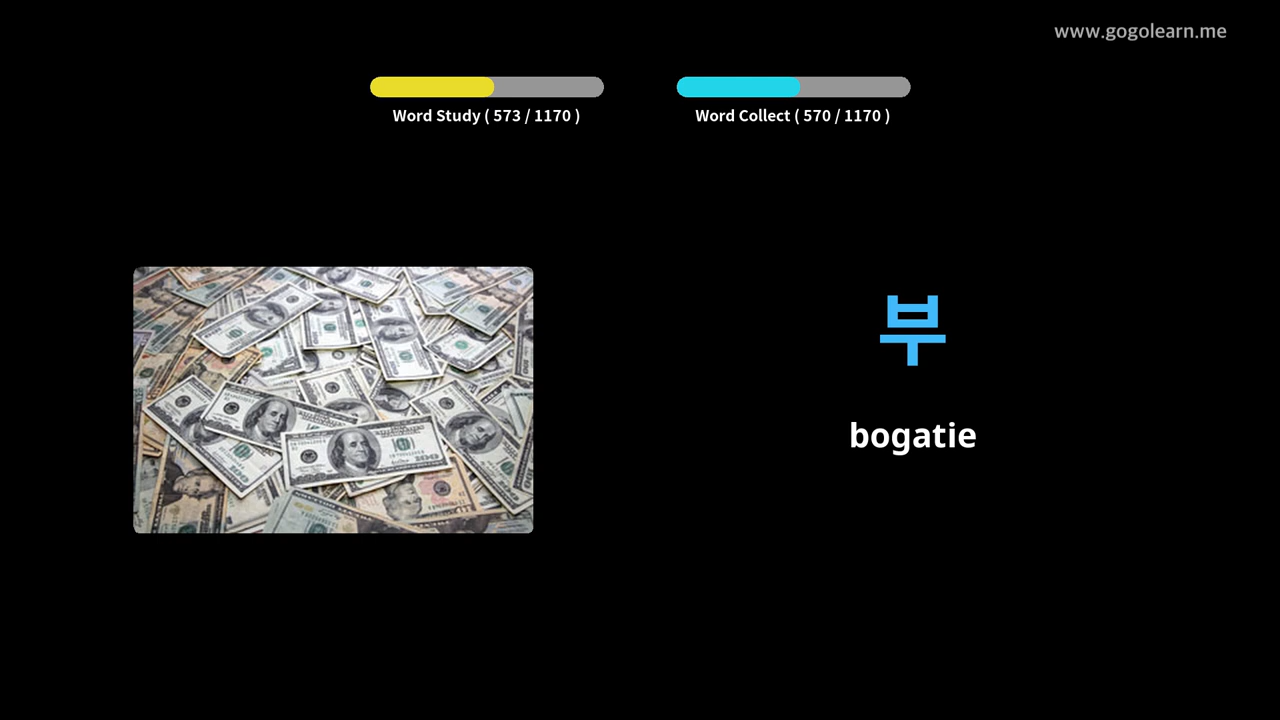 www.gogolearn.me
Word Study ( 573 / 1170 )
Word Collect ( 570 / 1170 )
부
bogatie